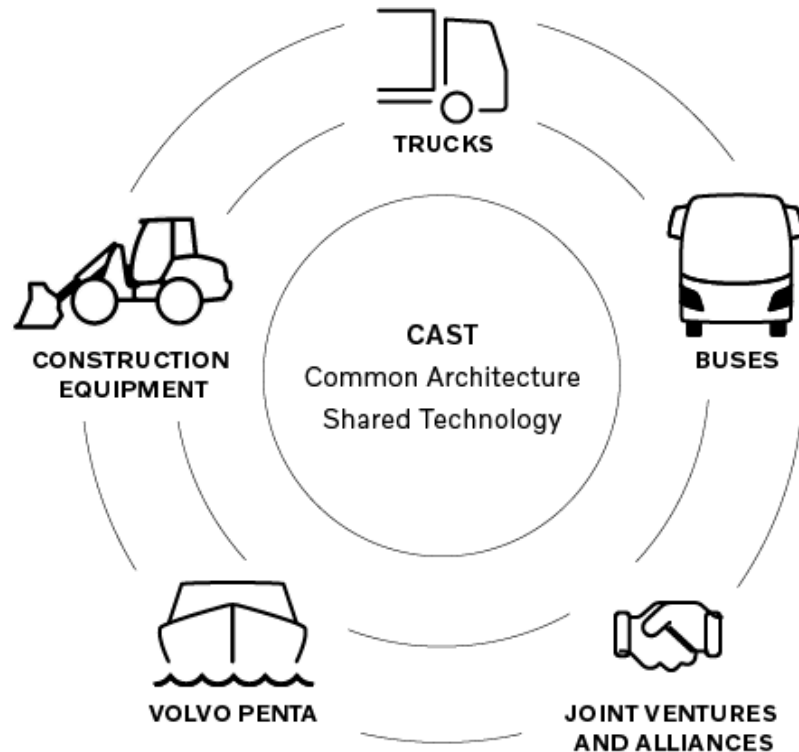 TRUCKS
CONSTRUCTION
EQUIPMENT
CAST
Common Architecture
Shared Technology
BUSES
VOLVO PENTA
JOINT VENTURES
AND ALLIANCES